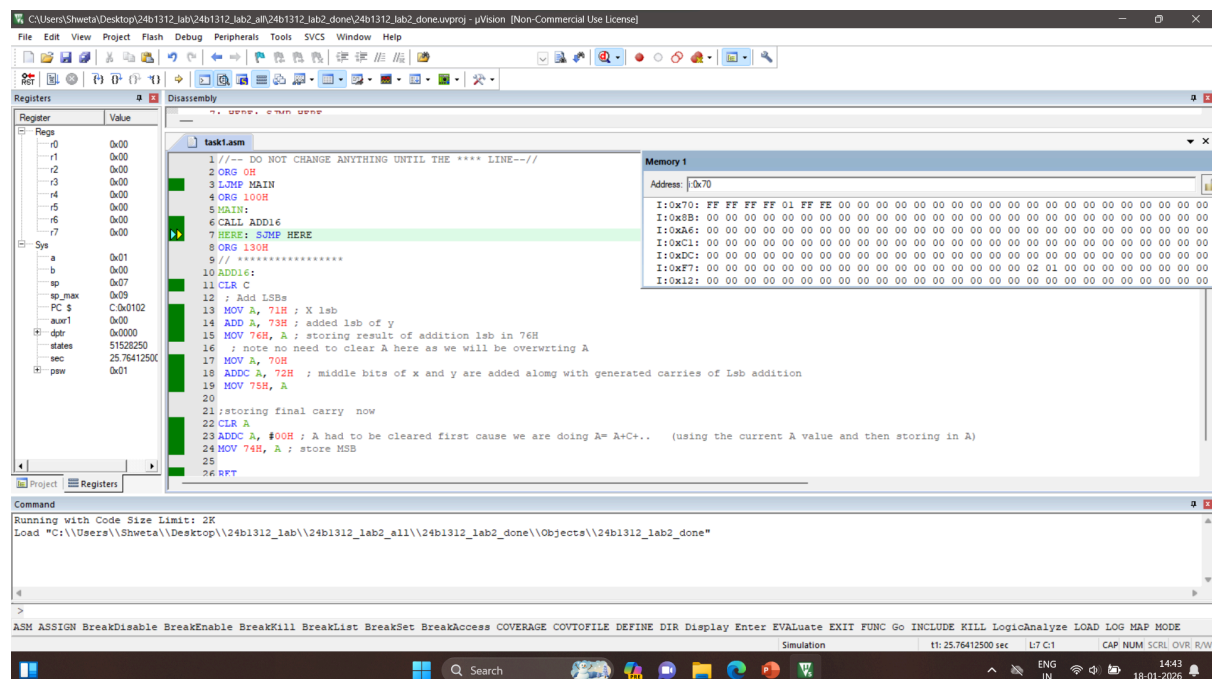 C:\Users\Shweta\Desktop\24b1312_lab\24b1312_lab2_all\24b1312_lab2_done\24b1312_lab2_done.uvproj - µVision [Non-Commercial Use License]
File Edit View Project Flash Debug Peripherals Tools SVCS Window Help
RST
Registers
Register Value
Regs
r0 0x00
r1 0x00
r2 0x00
r3 0x00
r4 0x00
r5 0x00
r6 0x00
r7 0x00
Sys
a 0x01
b 0x00
sp 0x07
sp_max 0x09
PC $ C:0x0102
auxr1 0x00
dptr 0x0000
states 51528250
sec 25.7641250
psw 0x01
Project Registers
Disassembly
7: HERE: SJMP HERE
task1.asm
1 //-- DO NOT CHANGE ANYTHING UNTIL THE **** LINE--//
2 ORG 0H
3 LJMP MAIN
4 ORG 100H
5 MAIN:
6 CALL ADD16
7 HERE: SJMP HERE
8 ORG 130H
9 // *****************
10 ADD16:
11 CLR C
12 ; Add LSBs
13 MOV A, 71H ; X lsb
14 ADD A, 73H ; added lsb of y
15 MOV 76H, A ; storing result of addition lsb in 76H
16 ; note no need to clear A here as we will be overwrting A
17 MOV A, 70H
18 ADDC A, 72H ; middle bits of x and y are added alomg with generated carries of Lsb addition
19 MOV 75H, A
20
21 ;storing final carry now
22 CLR A
23 ADDC A, #00H ; A had to be cleared first cause we are doing A= A+C+.. (using the current A value and then storing in A)
24 MOV 74H, A ; store MSB
25
26 RET
Memory 1
Address: i:0x70
I:0x70: FF FF FF FF 01 FF FE 00 00 00 00 00 00 00 00 00 00 00 00 00 00 00 00 00 00 00 00
I:0x8B: 00 00 00 00 00 00 00 00 00 00 00 00 00 00 00 00 00 00 00 00 00 00 00 00 00 00 00
I:0xA6: 00 00 00 00 00 00 00 00 00 00 00 00 00 00 00 00 00 00 00 00 00 00 00 00 00 00 00
I:0xC1: 00 00 00 00 00 00 00 00 00 00 00 00 00 00 00 00 00 00 00 00 00 00 00 00 00 00 00
I:0xDC: 00 00 00 00 00 00 00 00 00 00 00 00 00 00 00 00 00 00 00 00 00 00 00 00 00 00 00
I:0xF7: 00 00 00 00 00 00 00 00 00 00 00 00 00 00 00 00 00 00 02 01 00 00 00 00 00 00 00
I:0x12: 00 00 00 00 00 00 00 00 00 00 00 00 00 00 00 00 00 00 00 00 00 00 00 00 00 00 00
Command
Running with Code Size Limit: 2K
Load "C:\\Users\\Shweta\\Desktop\\24b1312_lab\\24b1312_lab2_all\\24b1312_lab2_done\\Objects\\24b1312_lab2_done"
>
ASM ASSIGN BreakDisable BreakEnable BreakKill BreakList BreakSet BreakAccess COVERAGE COVTOFILE DEFINE DIR Display Enter EVALuate EXIT FUNC Go INCLUDE KILL LogicAnalyze LOAD LOG MAP MODE
Simulation t1: 25.76412500 sec L:7 C:1 CAP NUM SCRL OVR R/W
Search
PRE
ENG
IN
14:43
18-01-2026